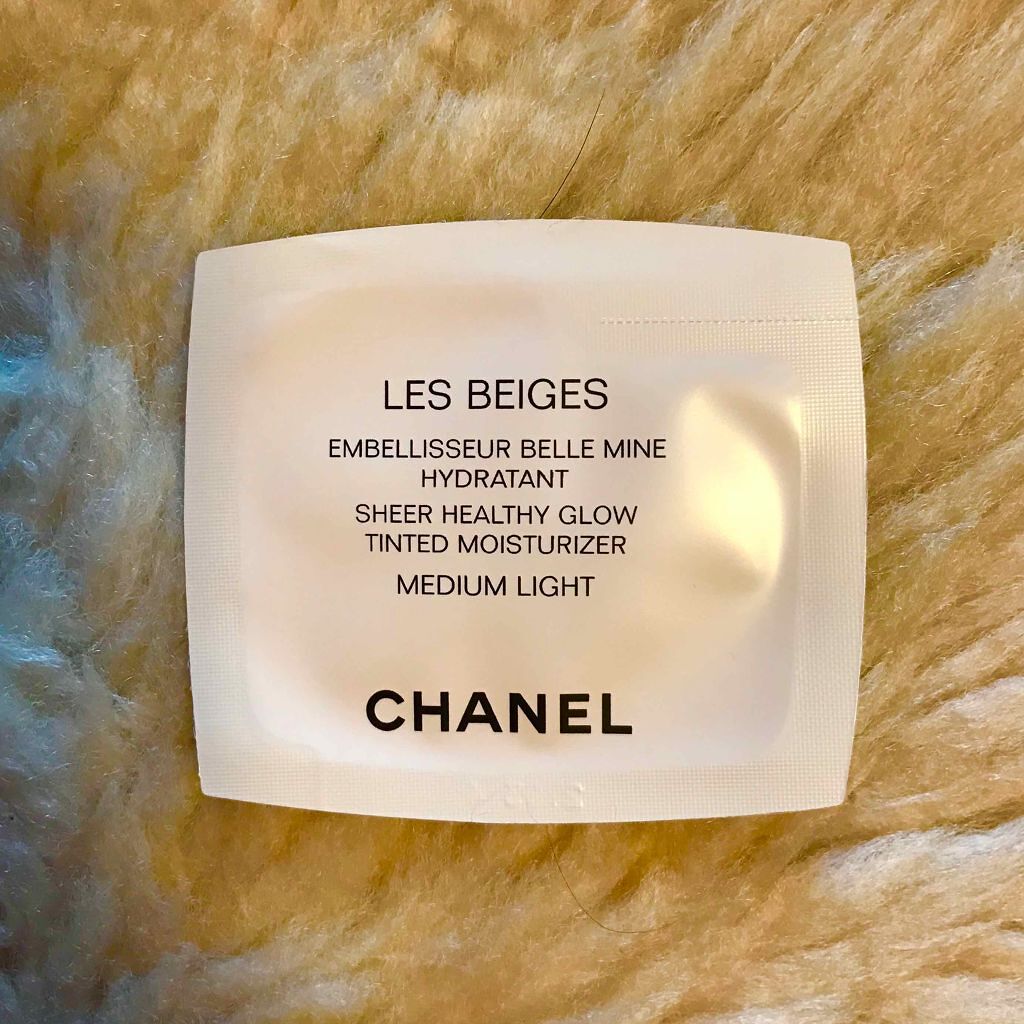 LES BEIGES
EMBELLISSEUR BELLE MINE
HYDRATANT
SHEER HEALTHY GLOW
TINTED MOISTURIZER
MEDIUM LIGHT
CHANEL